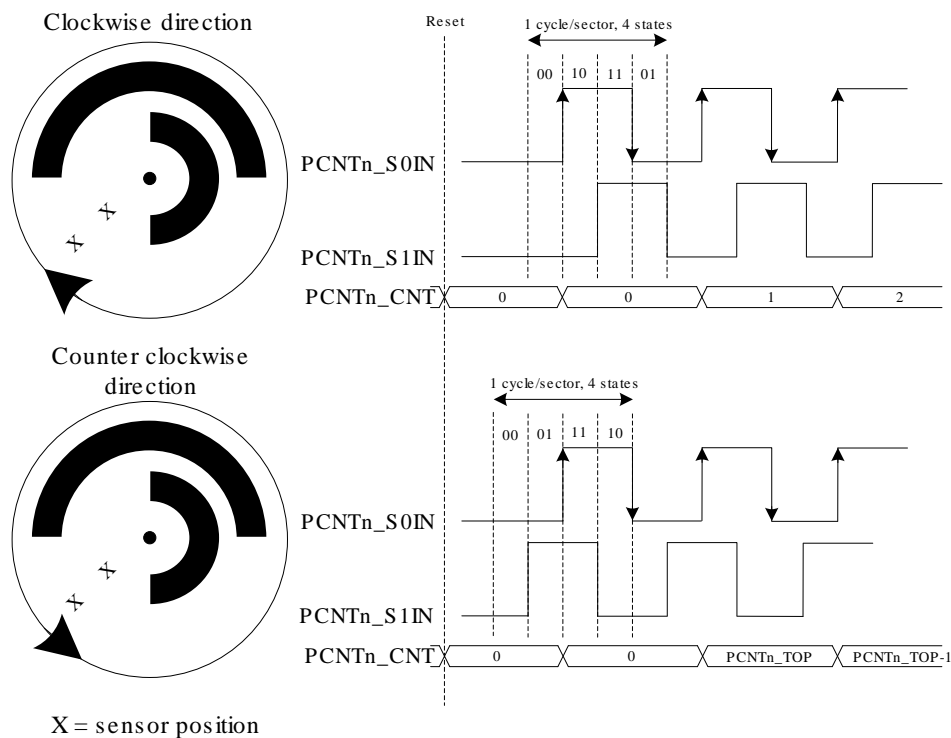 Clockwise direction
Reset
1 cycle/sector, 4 states
00 10 11 01
PCNTn_S0IN
X X
PCNTn_S1IN
PCNTn_CNT 0 0 1 2
Counter clockwise
direction
1 cycle/sector, 4 states
00 01 11 10
PCNTn_S0IN
X X
PCNTn_S1IN
PCNTn_CNT 0 0 PCNTn_TOP PCNTn_TOP-1
X = sensor position